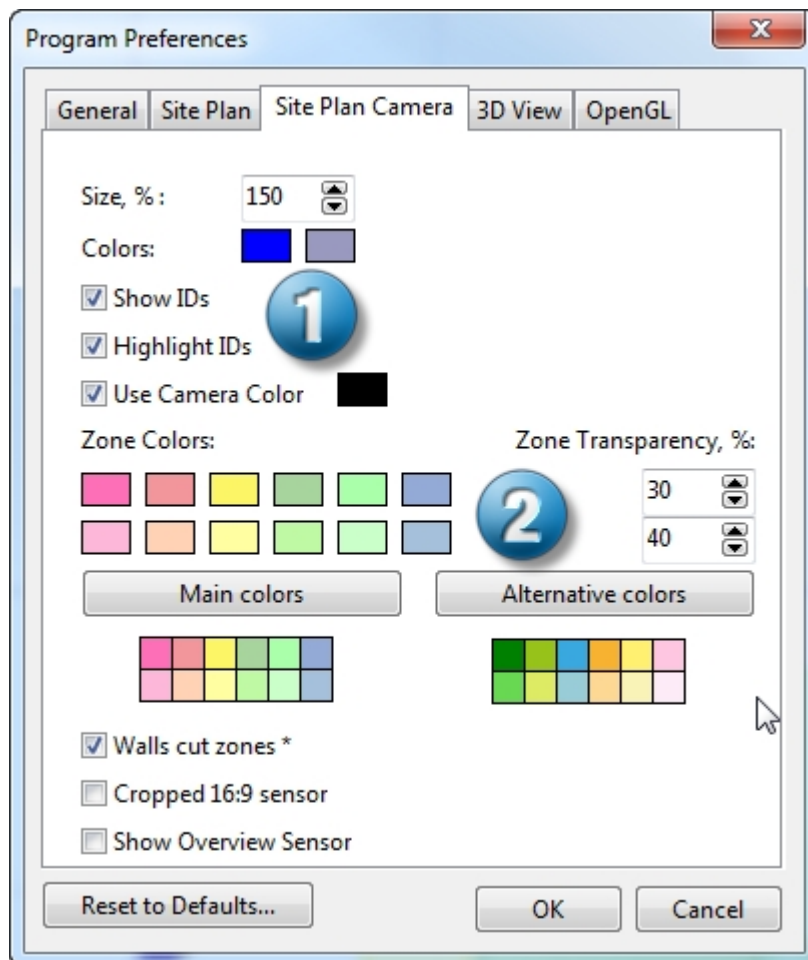 Program Preferences
General Site Plan Site Plan Camera 3D View OpenGL
Size, % : 150
Colors:
Show IDs
1
Highlight IDs
Use Camera Color
Zone Colors: Zone Transparency, %:
30
2
40
Main colors Alternative colors
Walls cut zones *
Cropped 16:9 sensor
Show Overview Sensor
Reset to Defaults... OK Cancel